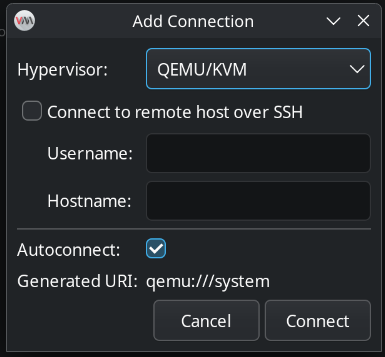 Add Connection
Hypervisor: QEMU/KVM
Connect to remote host over SSH
Username:
Hostname:
Autoconnect:
Generated URI: qemu:///system
Cancel Connect